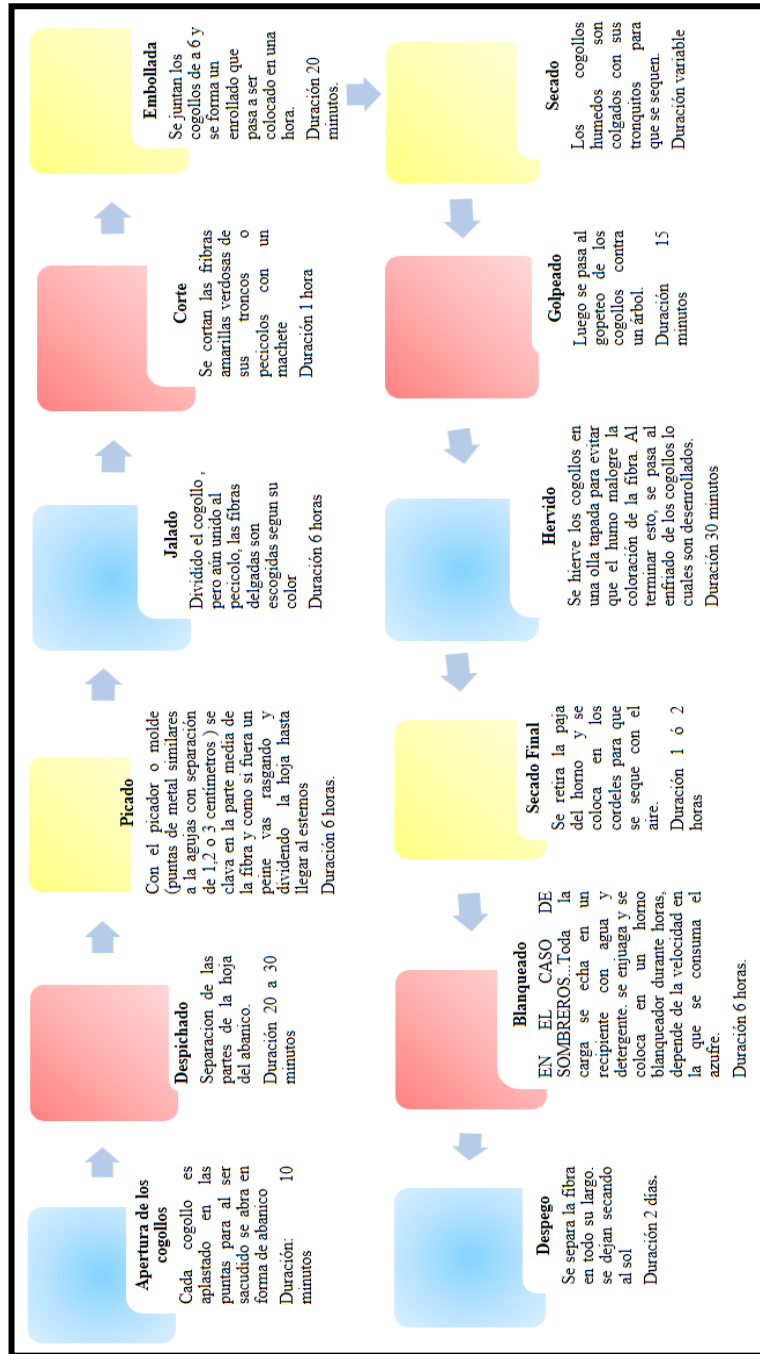 Apertura de los
cogollos
Cada cogollo es
aplastado en las
puntas para al ser
sacudido se abra en
forma de abanico
Duración: 10
minutos
Despichado
Separacion de las
partes de la hoja
del abanico.
Duración 20 a 30
minutos
Picado
Con el picador o molde
(puntas de metal similares
a la agujas con separación
de 1,2 o 3 centímetros ) se
clava en la parte media de
la fibra y como si fuera un
peine vas rasgando y
dividendo la hoja hasta
llegar al estemos
Duración 6 horas.
Jalado
Dividido el cogollo ,
pero aún unido al
pecicolo, las fibras
delgadas son
escogidas segun su
color
Duración 6 horas
Corte
Se cortan las fribras
amarillas verdosas de
sus troncos o
pecicolos con un
machete
Duración 1 hora
Embollada
Se juntan los
cogollos de a 6 y
se forma un
enrollado que
pasa a ser
colocado en una
hora.
Duración 20
minutos.
Secado
Los cogollos
humedos son
colgados con sus
tronquitos para
que se sequen.
Duración variable
Golpeado
Luego se pasa al
gopeteo de los
cogollos contra
un árbol.
Duración 15
minutos
Hervido
Se hierve los cogollos en
una olla tapada para evitar
que el humo malogre la
coloración de la fibra. Al
terminar esto, se pasa al
enfriado de los cogollos lo
cuales son desenrollados.
Duración 30 minutos
Secado Final
Se retira la paja
del horno y se
coloca en los
cordeles para que
se seque con el
aire.
Duración 1 ó 2
horas
Blanqueado
EN EL CASO DE
SOMBREROS...Toda la
carga se echa en un
recipiente con agua y
detergente. se enjuaga y se
coloca en un horno
blanqueador durante horas,
depende de la velocidad en
la que se consuma el
azufre.
Duración 6 horas.
Despego
Se separa la fibra
en todo su largo.
se dejan secando
al sol
Duración 2 días.